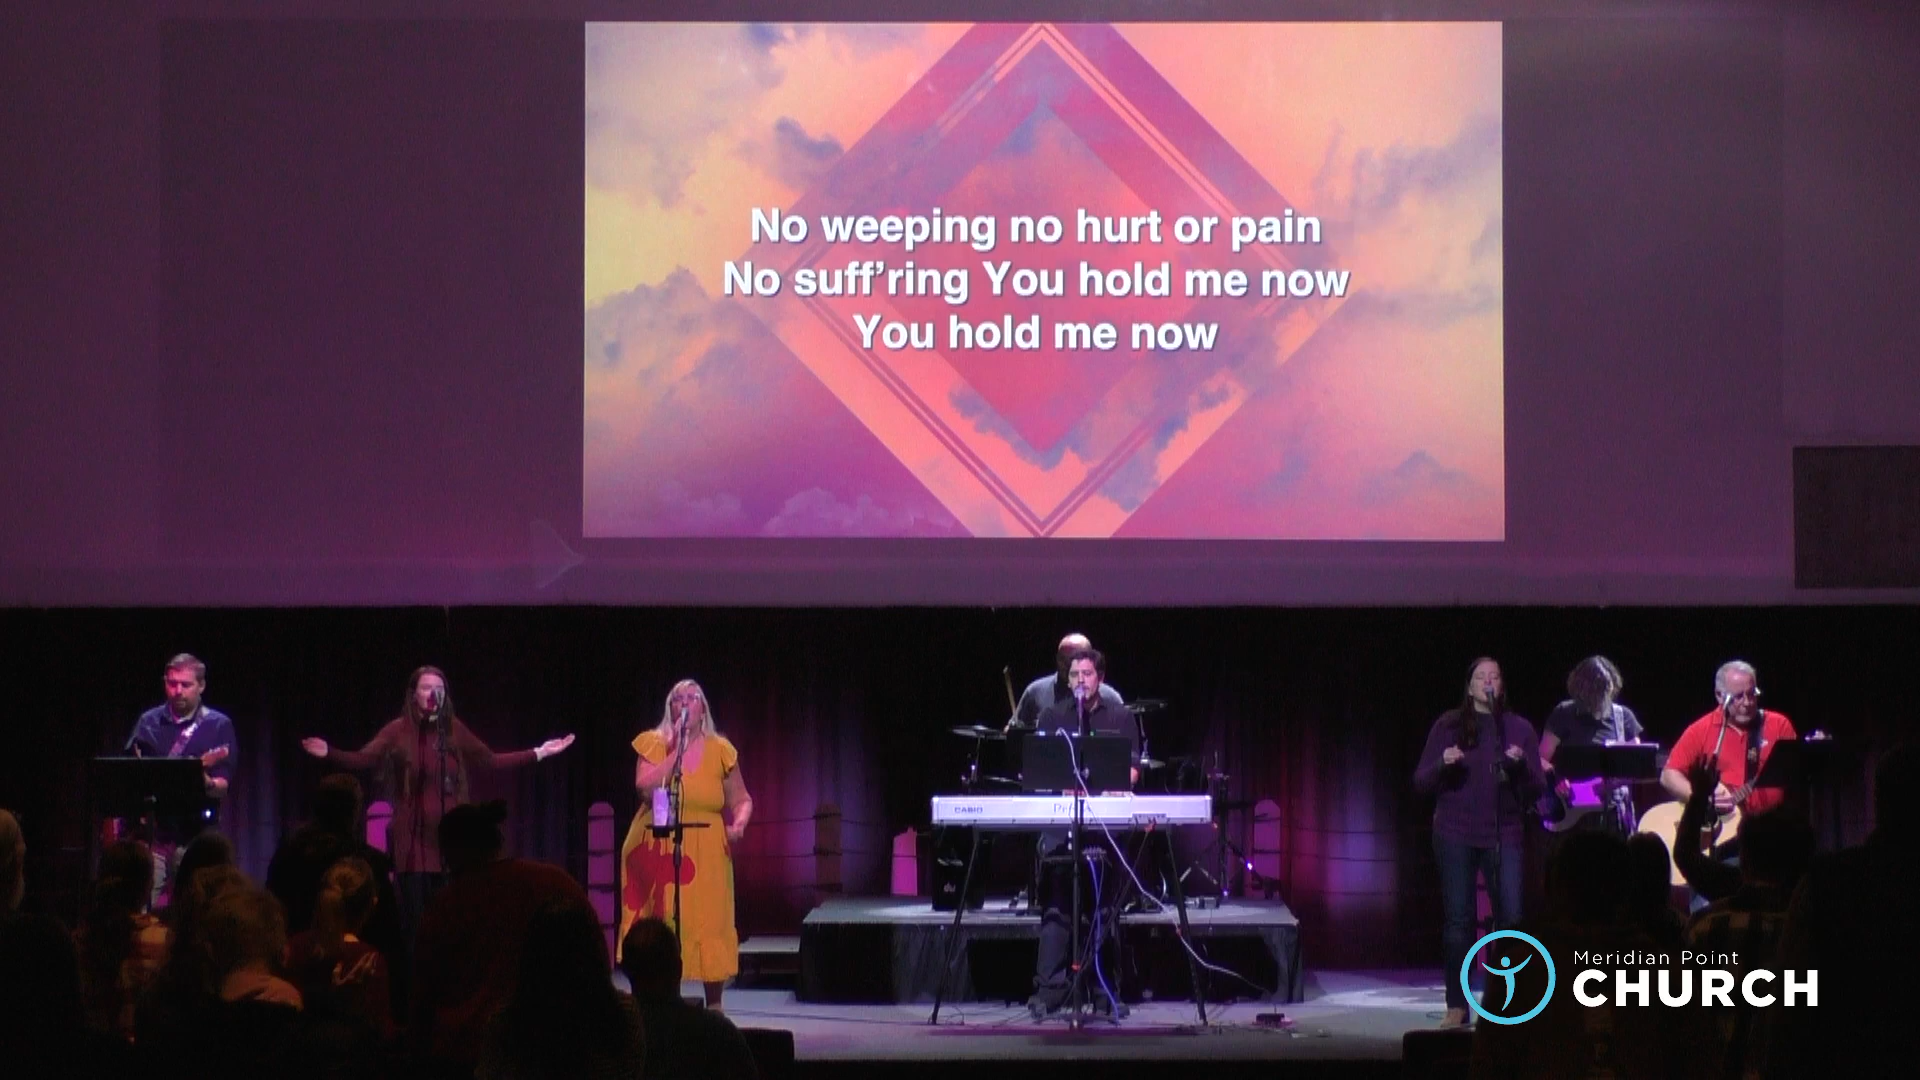 No weeping no hurt or pain
No suff’ring You hold me now
You hold me now
CASIO
Meridian Point
CHURCH